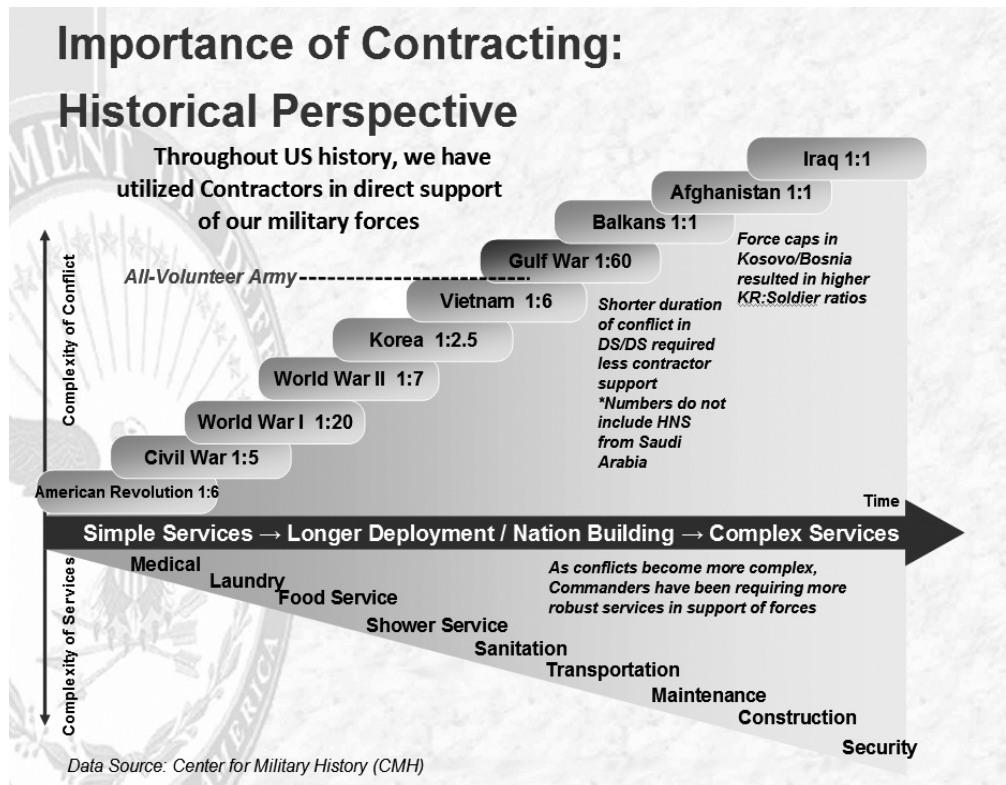 Importance of Contracting:
Historical Perspective
Throughout US history, we have
utilized Contractors in direct support
of our military forces
Iraq 1:1
Afghanistan 1:1
Balkans 1:1
Gulf War 1:60
All-Volunteer Army
Vietnam 1:6
Korea 1:2.5
World War II 1:7
World War I 1:20
Civil War 1:5
American Revolution 1:6
Force caps in
Kosovo/Bosnia
resulted in higher
KR:Soldier ratios
Shorter duration
of conflict in
DS/DS required
less contractor
support
*Numbers do not
include HNS
from Saudi
Arabia
Complexity of Conflict
Time
Simple Services → Longer Deployment / Nation Building → Complex Services
Complexity of Services
Medical
Laundry
Food Service
Shower Service
Sanitation
Transportation
Maintenance
Construction
Security
As conflicts become more complex,
Commanders have been requiring more
robust services in support of forces
Data Source: Center for Military History (CMH)